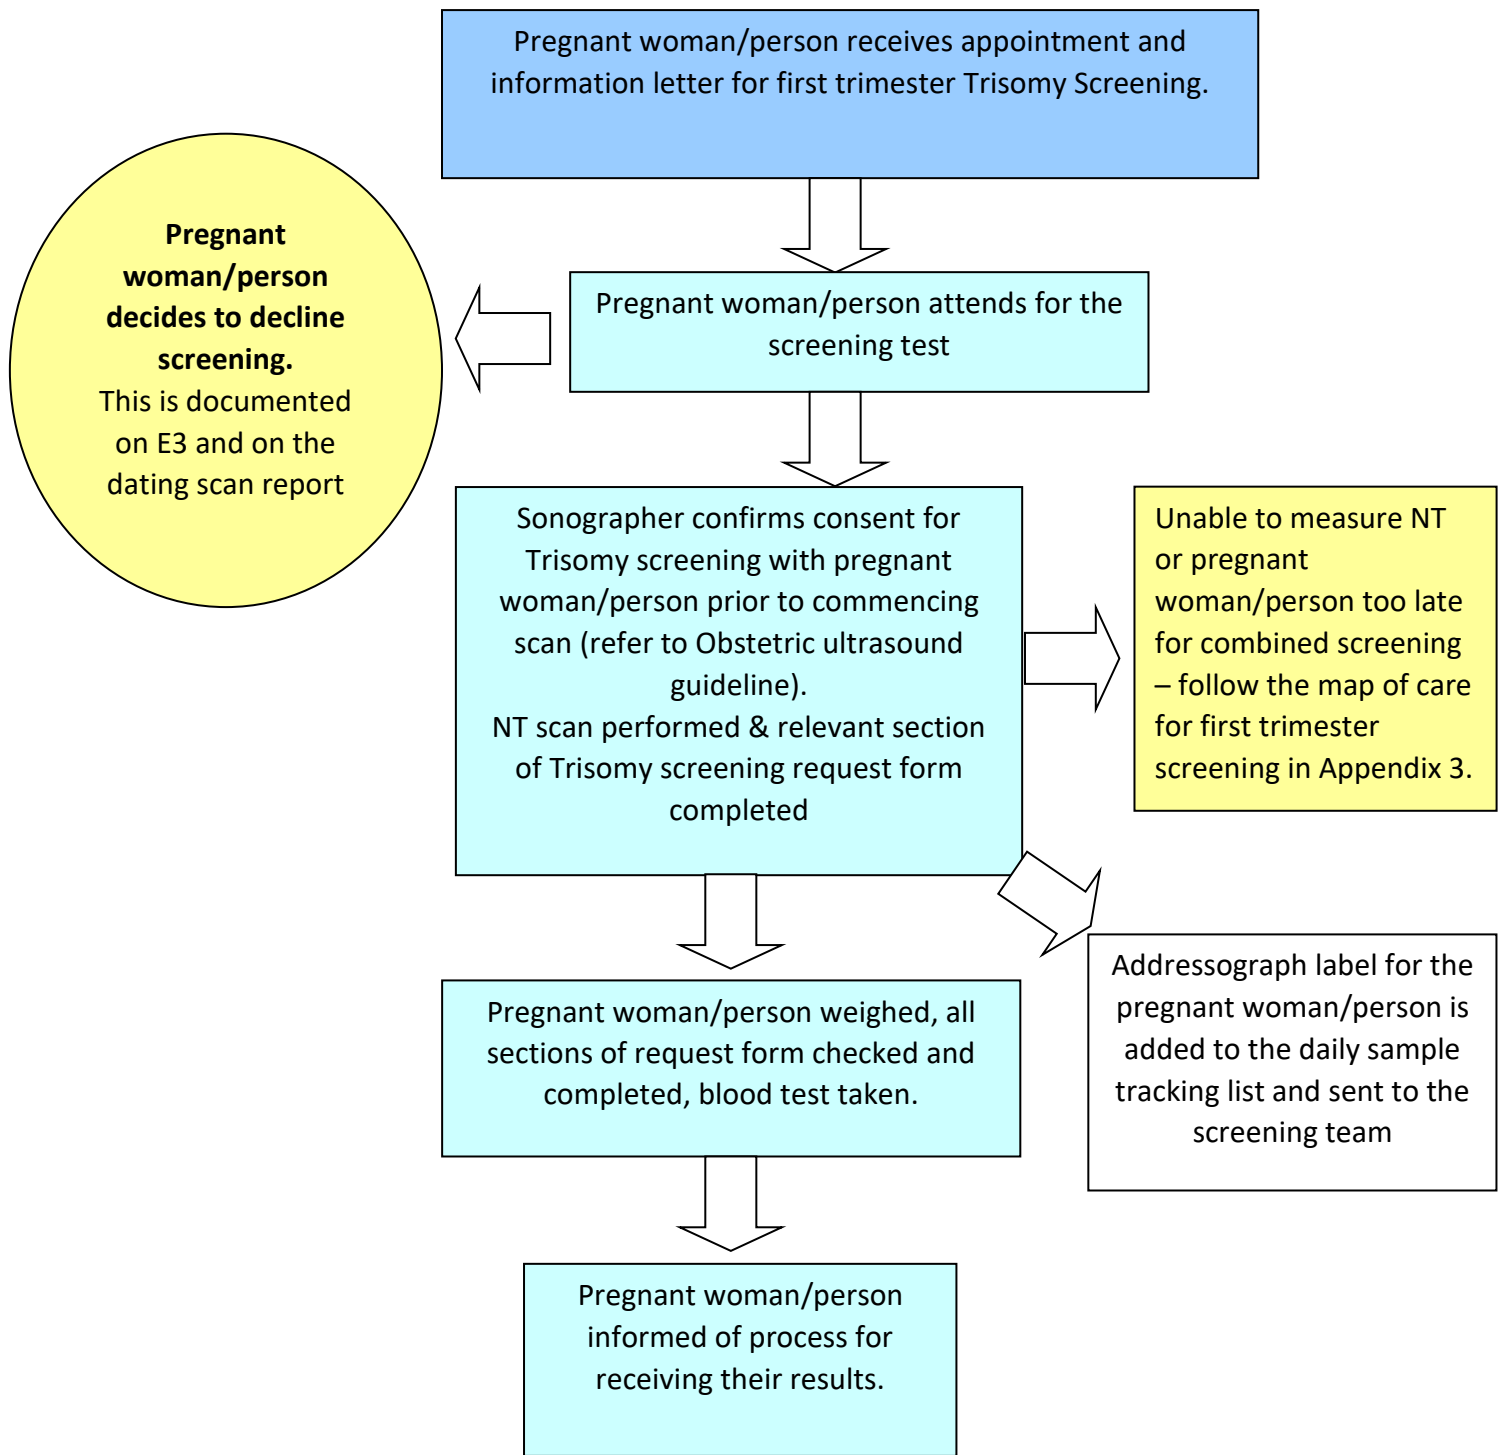 Pregnant woman/person receives appointment and
information letter for first trimester Trisomy Screening.
Pregnant
woman/person
decides to decline
screening.
This is documented
on E3 and on the
dating scan report
Pregnant woman/person attends for the
screening test
Sonographer confirms consent for
Trisomy screening with pregnant
woman/person prior to commencing
scan (refer to Obstetric ultrasound
guideline).
NT scan performed & relevant section
of Trisomy screening request form
completed
Unable to measure NT
or pregnant
woman/person too late
for combined screening
– follow the map of care
for first trimester
screening in Appendix 3.
Addressograph label for the
pregnant woman/person is
added to the daily sample
tracking list and sent to the
screening team
Pregnant woman/person weighed, all
sections of request form checked and
completed, blood test taken.
Pregnant woman/person
informed of process for
receiving their results.